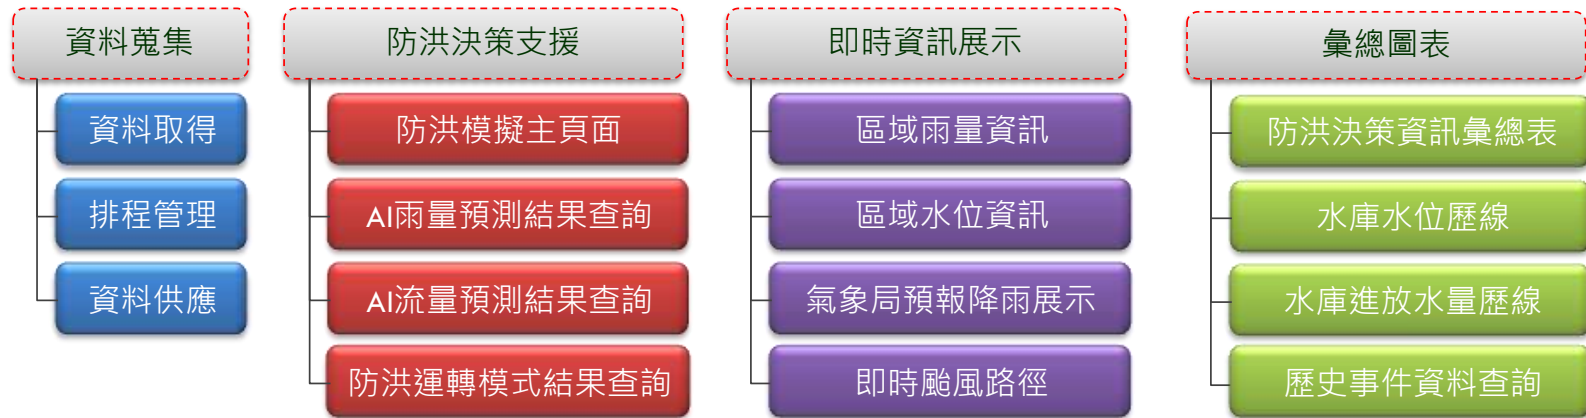 資料蒐集
資料取得
排程管理
資料供應
防洪決策支援
防洪模擬主頁面
AI雨量預測結果查詢
AI流量預測結果查詢
防洪運轉模式結果查詢
即時資訊展示
區域雨量資訊
區域水位資訊
氣象局預報降雨展示
即時颱風路徑
彙總圖表
防洪決策資訊彙總表
水庫水位歷線
水庫進放水量歷線
歷史事件資料查詢